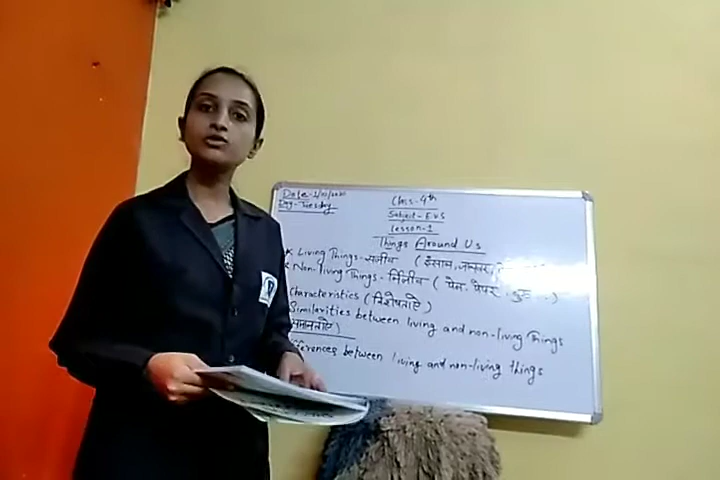 Date-
Day-Tuesday
Class-4th
Subject-EVS
Lesson-1
Things Around Us
* Living Things-सजीव (इंसान, जानवर,
* Non-living Things-र्निजीव ( पेन, पेपर,
Characteristics (विशेषताऐ)
Similarities between living and non-living Things
between living and non-living things